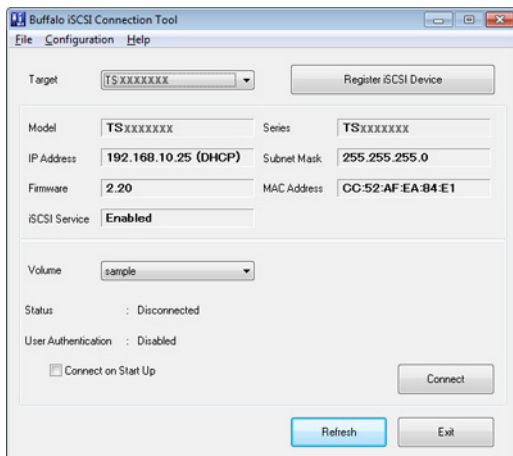 Buffalo iSCSI Connection Tool
File Configuration Help
Target TSXXXXXXX Register iSCSI Device
Model TSxxxxxxx Series TSxxxxxxx
IP Address 192.168.10.25 (DHCP) Subnet Mask 255.255.255.0
Firmware 2.20 MAC Address CC:52:AF:EA:84:E1
iSCSI Service Enabled
Volume sample
Status : Disconnected
User Authentication : Disabled
Connect on Start Up
Connect
Refresh Exit